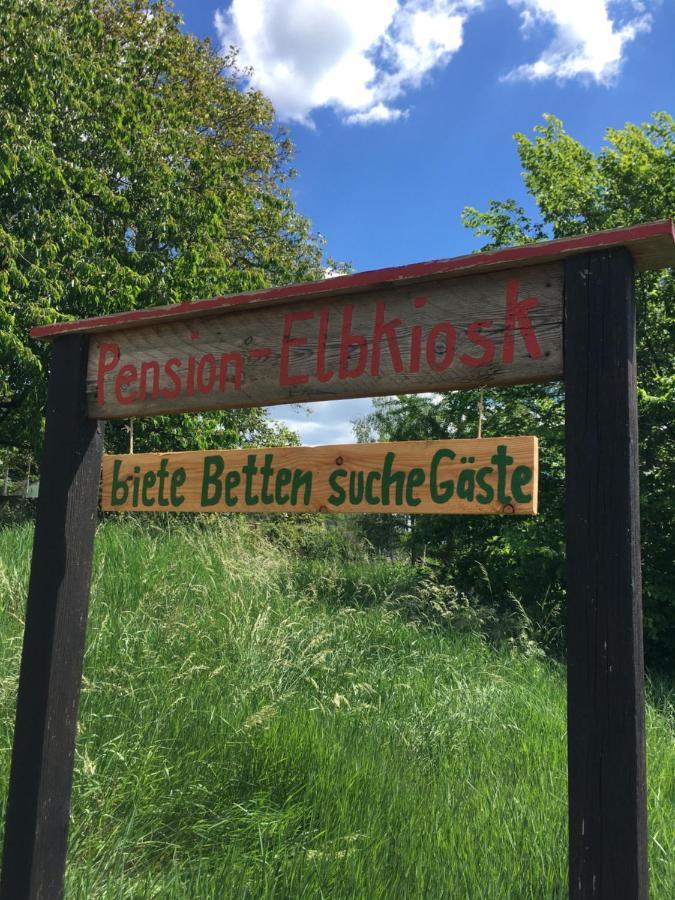 Pension-Elbkiosk
biete Betten suche Gäste